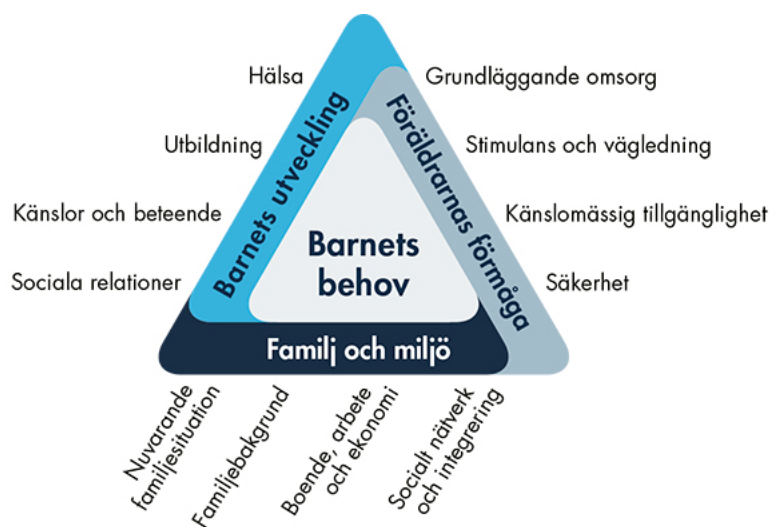 Hälsa
Utbildning
Känslor och beteende
Sociala relationer
Barnets utveckling
Grundläggande omsorg
Stimulans och vägledning
Känslomässig tillgänglighet
Säkerhet
Föräldrarnas förmåga
Barnets
behov
Familj och miljö
Nuvarande
familjesituation
Familjebakgrund
Boende, arbete
och ekonomi
Socialt nätverk
och integrering